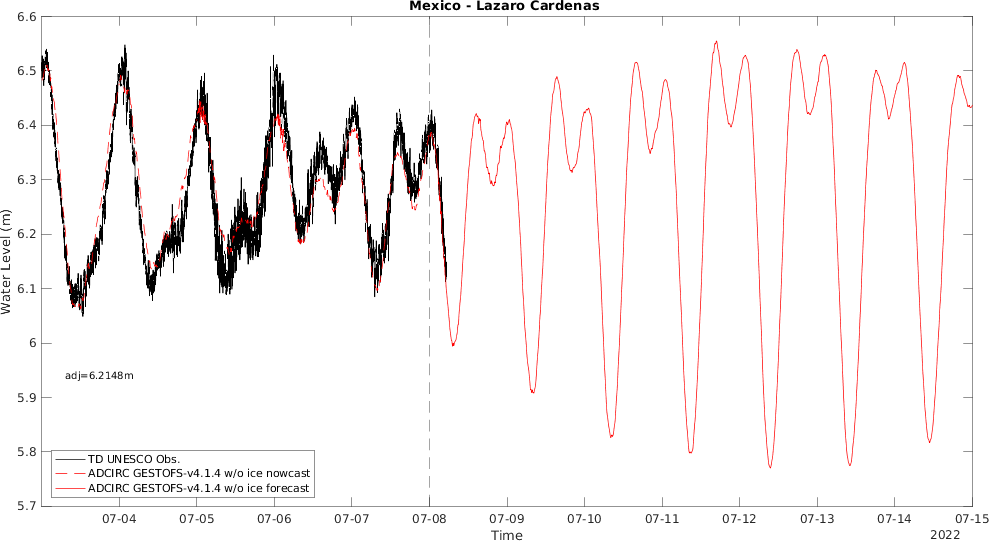 Mexico - Lazaro Cardenas
6.6
6.5
6.4
6.3
6.2
6.1
6
5.9
5.8
5.7
Water Level (m)
adj=6.2148m
TD UNESCO Obs.
ADCIRC GESTOFS-v4.1.4 w/o ice nowcast
ADCIRC GESTOFS-v4.1.4 w/o ice forecast
07-04 07-05 07-06 07-07 07-08 07-09 07-10 07-11 07-12 07-13 07-14 07-15
Time
2022